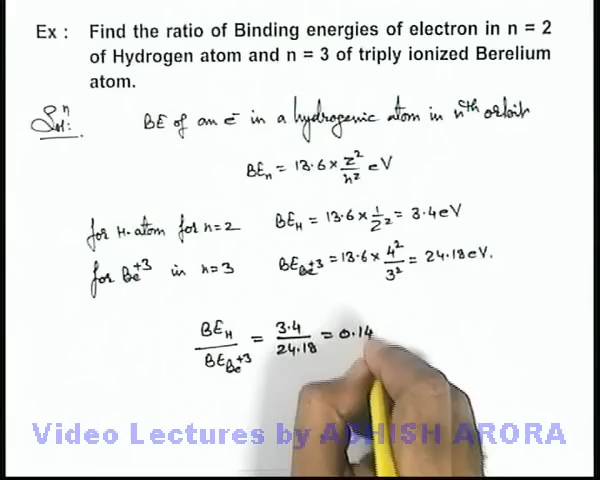 Ex : Find the ratio of Binding energies of electron in n = 2
of Hydrogen atom and n = 3 of triply ionized Berelium
atom.
Solⁿ: BE of an e⁻ in a hydrogenic atom in nth orbit
BEₙ = 13.6 × z²/n² eV
for H-atom for n=2 BE_H = 13.6 × 1/2² = 3.4 eV
for Be⁺³ in n=3 BE_Be⁺³ = 13.6 × 4²/3² = 24.18 eV.
BE_H/BE_Be⁺³ = 3.4/24.18 = 0.14
Video Lectures by ASHISH ARORA